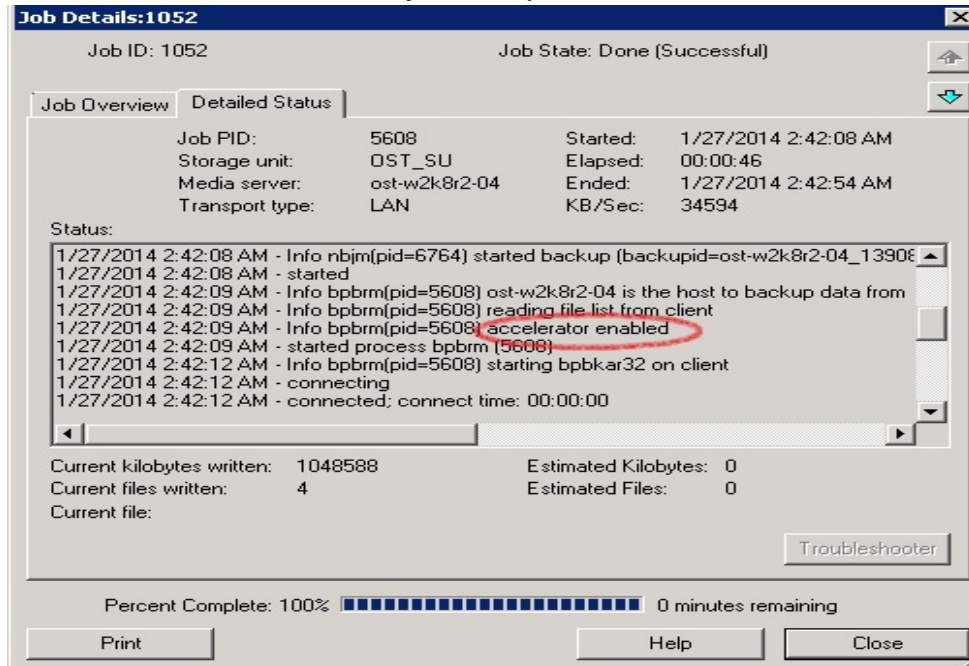 Job Details:1052
Job ID: 1052 Job State: Done (Successful)
Job Overview Detailed Status
Job PID: 5608 Started: 1/27/2014 2:42:08 AM
Storage unit: OST_SU Elapsed: 00:00:46
Media server: ost-w2k8r2-04 Ended: 1/27/2014 2:42:54 AM
Transport type: LAN KB/Sec: 34594
Status:
1/27/2014 2:42:08 AM - Info nbjm(pid=6764) started backup (backupid=ost-w2k8r2-04_13908
1/27/2014 2:42:08 AM - started
1/27/2014 2:42:09 AM - Info bpbrm(pid=5608) ost-w2k8r2-04 is the host to backup data from
1/27/2014 2:42:09 AM - Info bpbrm(pid=5608) reading file list from client
1/27/2014 2:42:09 AM - Info bpbrm(pid=5608) accelerator enabled
1/27/2014 2:42:09 AM - started process bpbrm (5608)
1/27/2014 2:42:12 AM - Info bpbrm(pid=5608) starting bpbkar32 on client
1/27/2014 2:42:12 AM - connecting
1/27/2014 2:42:12 AM - connected; connect time: 00:00:00
Current kilobytes written: 1048588 Estimated Kilobytes: 0
Current files written: 4 Estimated Files: 0
Current file:
Troubleshooter
Percent Complete: 100% 0 minutes remaining
Print Help Close